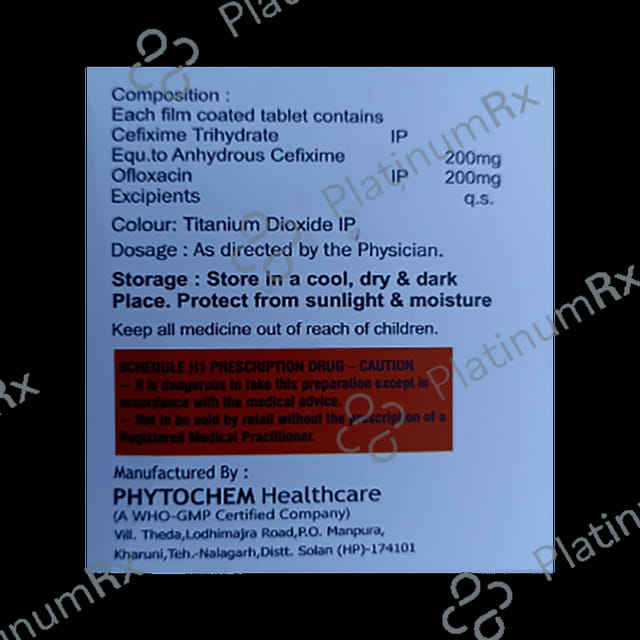 Composition :
Each film coated tablet contains
Cefixime Trihydrate IP
Equ.to Anhydrous Cefixime 200mg
Ofloxacin IP 200mg
Excipients q.s.
Colour: Titanium Dioxide IP
Dosage : As directed by the Physician.
Storage : Store in a cool, dry & dark
Place. Protect from sunlight & moisture
Keep all medicine out of reach of children.
SCHEDULE H1 PRESCRIPTION DRUG – CAUTION
– It is dangerous to take this preparation except in
accordance with the medical advice.
– Not to be sold by retail without the prescription of a
Registered Medical Practitioner.
Manufactured By :
PHYTOCHEM Healthcare
(A WHO-GMP Certified Company)
Vill. Theda,Lodhimajra Road,P.O. Manpura,
Kharuni,Teh.-Nalagarh,Distt. Solan (HP)-174101
PlatinumRx
PlatinumRx
PlatinumRx